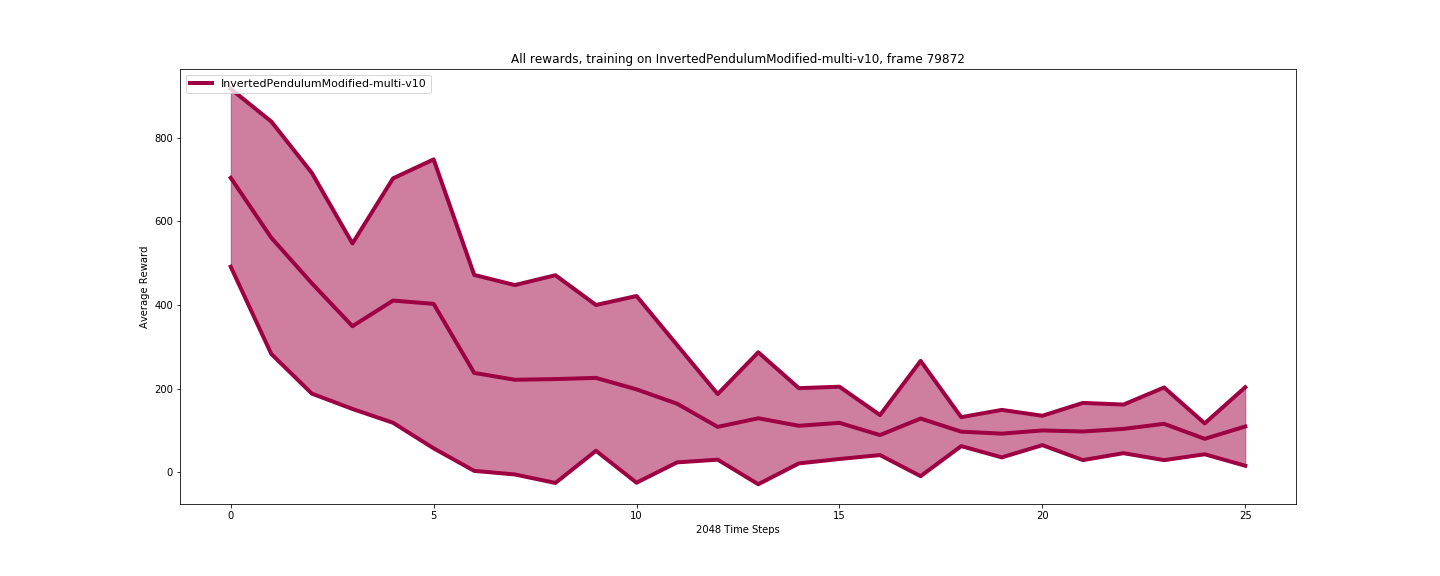 All rewards, training on InvertedPendulumModified-multi-v10, frame 79872
InvertedPendulumModified-multi-v10
800
600
400
200
0
Average Reward
0 5 10 15 20 25
2048 Time Steps